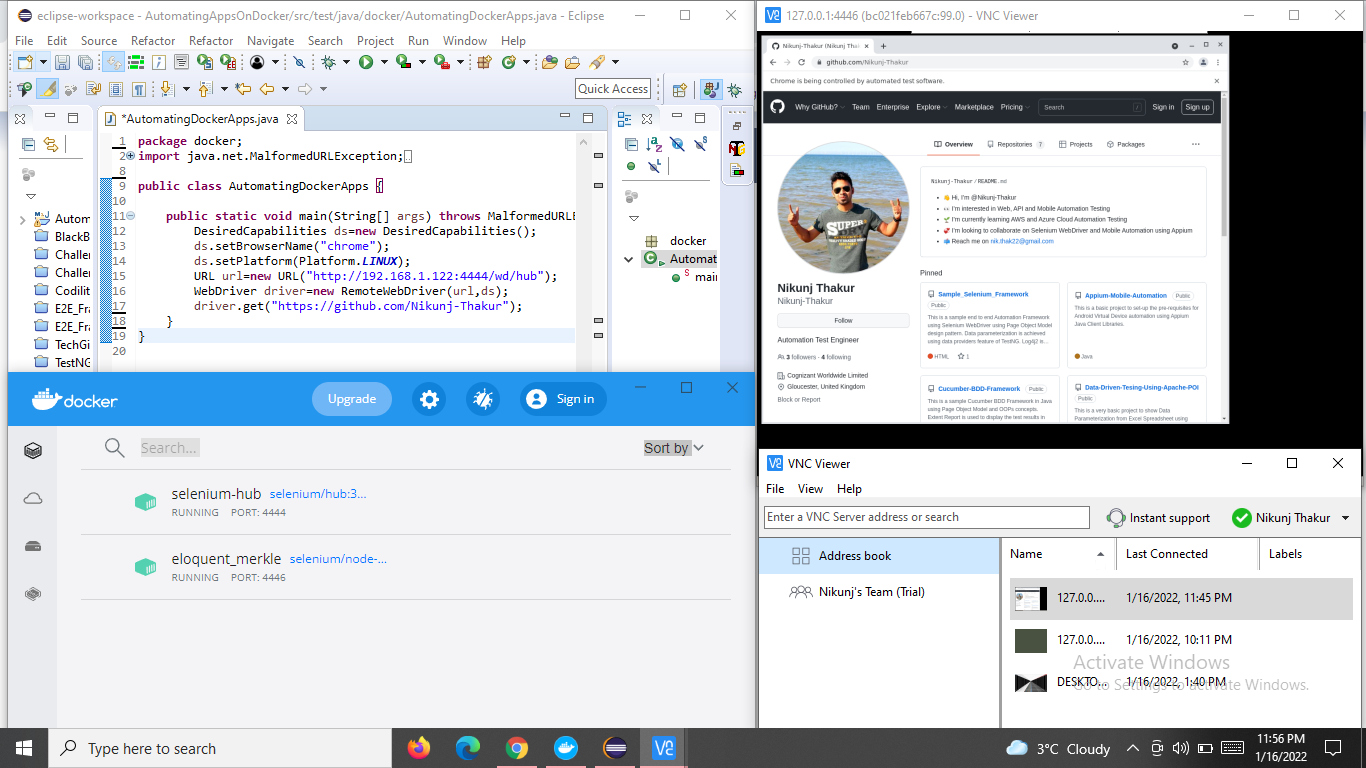 eclipse-workspace - AutomatingAppsOnDocker/src/test/java/docker/AutomatingDockerApps.java - Eclipse
File Edit Source Refactor Refactor Navigate Search Project Run Window Help
Quick Access
*AutomatingDockerApps.java
1 package docker;
2 import java.net.MalformedURLException;
8
9 public class AutomatingDockerApps {
10
11 public static void main(String[] args) throws MalformedURLE
12 DesiredCapabilities ds=new DesiredCapabilities();
13 ds.setBrowserName("chrome");
14 ds.setPlatform(Platform.LINUX);
15 URL url=new URL("http://192.168.1.122:4444/wd/hub");
16 WebDriver driver=new RemoteWebDriver(url,ds);
17 driver.get("https://github.com/Nikunj-Thakur");
18 }
19 }
20
Autom
BlackB
Challer
Challer
Codilit
E2E_Fra
E2E_Fra
TechGi
TestNG
docker
Automat
mair
docker
Upgrade
Sign in
Search...
Sort by
selenium-hub selenium/hub:3...
RUNNING PORT: 4444
eloquent_merkle selenium/node-...
RUNNING PORT: 4446
127.0.0.1:4446 (bc021feb667c:99.0) - VNC Viewer
Nikunj-Thakur (Nikunj Tha
github.com/Nikunj-Thakur
Chrome is being controlled by automated test software.
Why GitHub? Team Enterprise Explore Marketplace Pricing Search / Sign in Sign up
Overview Repositories 7 Projects Packages
Nikunj-Thakur / README.md
Hi, I'm @Nikunj-Thakur
I'm interested in Web, API and Mobile Automation Testing
I'm currently learning AWS and Azure Cloud Automation Testing
I'm looking to collaborate on Selenium WebDriver and Mobile Automation using Appium
Reach me on nik.thak22@gmail.com
SUPER
Nikunj Thakur
Nikunj-Thakur
Follow
Automation Test Engineer
3 followers · 4 following
Cognizant Worldwide Limited
Gloucester, United Kingdom
Block or Report
Pinned
Sample_Selenium_Framework
Public
This is a sample end to end Automation Framework
using Selenium WebDriver using Page Object Model
design pattern. Data parameterization is achieved
using data providers feature of TestNG. Log4j2 is...
HTML 1
Appium-Mobile-Automation Public
This is a project to set-up the pre-requisites for
Android Virtual Device automation using Appium
Java Client Libraries.
Java
Cucumber-BDD-Framework Public
This is a sample Cucumber BDD Framework in Java
using Page Object Model and OOPs concepts.
Extent Report is used to display the test results in
Data-Driven-Tesing-Using-Apache-POI
Public
This is a very basic project to show Data
Parameterization from Excel Spreadsheet using
VNC Viewer
File View Help
Enter a VNC Server address or search
Instant support
Nikunj Thakur
Address book
Nikunj's Team (Trial)
Name Last Connected Labels
127.0.0.... 1/16/2022, 11:45 PM
127.0.0.... 1/16/2022, 10:11 PM
DESKTO... 1/16/2022, 1:40 PM
Activate Windows
Go to Settings to activate Windows.
Type here to search
3°C Cloudy
11:56 PM
1/16/2022